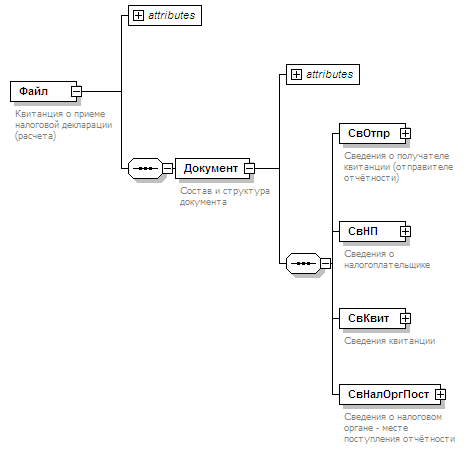 attributes
Файл
Квитанция о приеме
налоговой декларации
(расчета)
Документ
Состав и структура
документа
attributes
СвОтпр
Сведения о получателе
квитанции (отправителе
отчётности)
СвНП
Сведения о
налогоплательщике
СвКвит
Сведения квитанции
СвНалОргПост
Сведения о налоговом
органе - месте
поступления отчётности